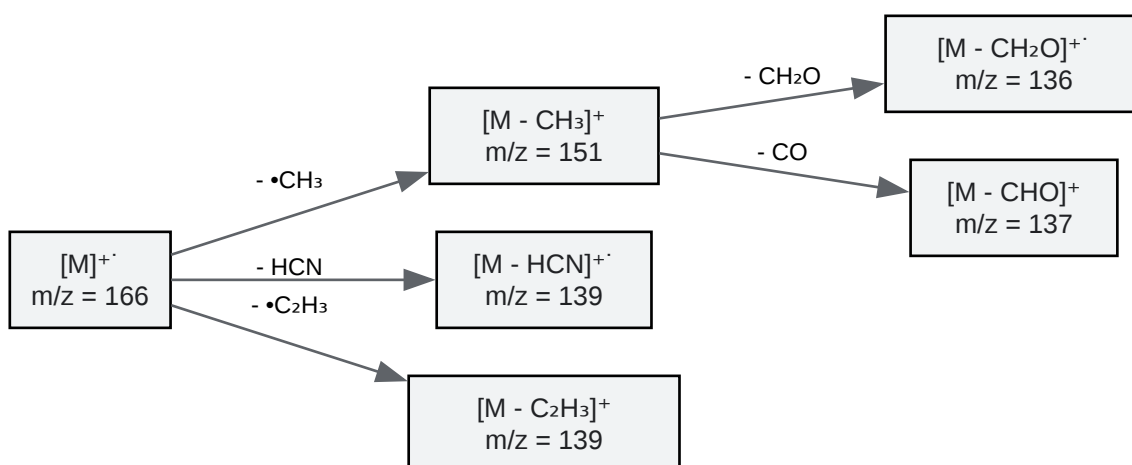 [M]⁺˙
m/z = 166
- •CH₃
- HCN
- •C₂H₃
[M - CH₃]⁺
m/z = 151
[M - HCN]⁺˙
m/z = 139
[M - C₂H₃]⁺
m/z = 139
- CH₂O
- CO
[M - CH₂O]⁺˙
m/z = 136
[M - CHO]⁺
m/z = 137